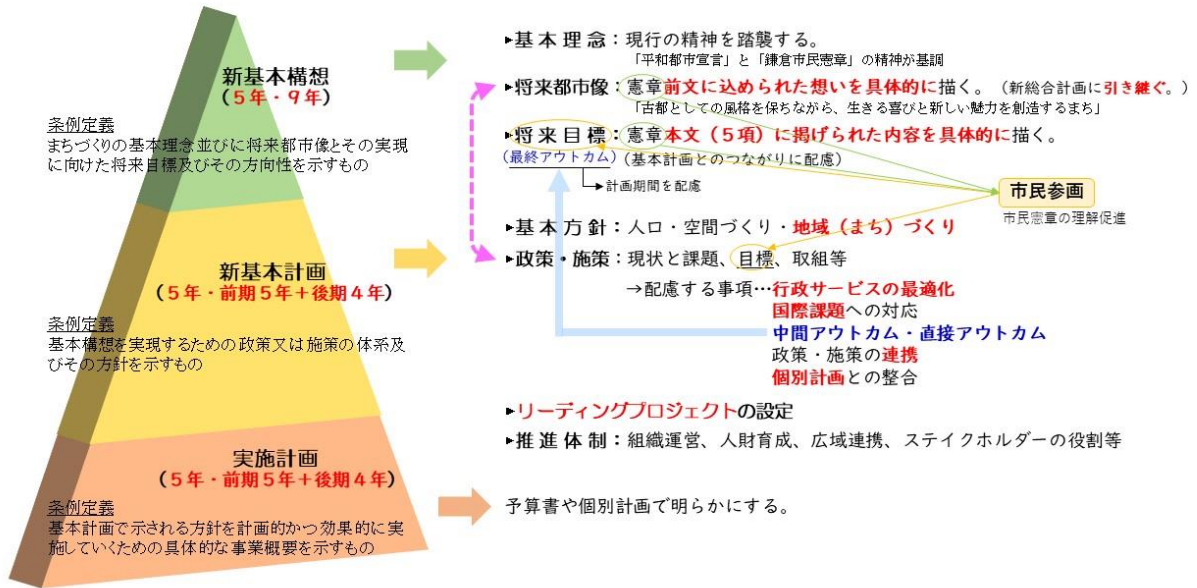 新基本構想
(５年・９年)
条例定義
まちづくりの基本理念並びに将来都市像とその実現
に向けた将来目標及びその方向性を示すもの
新基本計画
(５年・前期５年＋後期４年)
条例定義
基本構想を実現するための政策又は施策の体系及
びその方針を示すもの
実施計画
(５年・前期５年＋後期４年)
条例定義
基本計画で示される方針を計画的かつ効果的に実
施していくための具体的な事業概要を示すもの
▶基本理念：現行の精神を踏襲する。
「平和都市宣言」と「鎌倉市民憲章」の精神が基調
▶将来都市像：憲章前文に込められた想いを具体的に描く。（新総合計画に引き継ぐ。）
「古都としての風格を保ちながら、生きる喜びと新しい魅力を創造するまち」
▶将来目標：憲章本文（５項）に掲げられた内容を具体的に描く。
(最終アウトカム)（基本計画とのつながりに配慮）
計画期間を配慮
市民参画
市民憲章の理解促進
▶基本方針：人口・空間づくり・地域（まち）づくり
▶政策・施策：現状と課題、目標、取組等
→配慮する事項…行政サービスの最適化
国際課題への対応
中間アウトカム・直接アウトカム
政策・施策の連携
個別計画との整合
▶リーディングプロジェクトの設定
▶推進体制：組織運営、人財育成、広域連携、ステイクホルダーの役割等
予算書や個別計画で明らかにする。